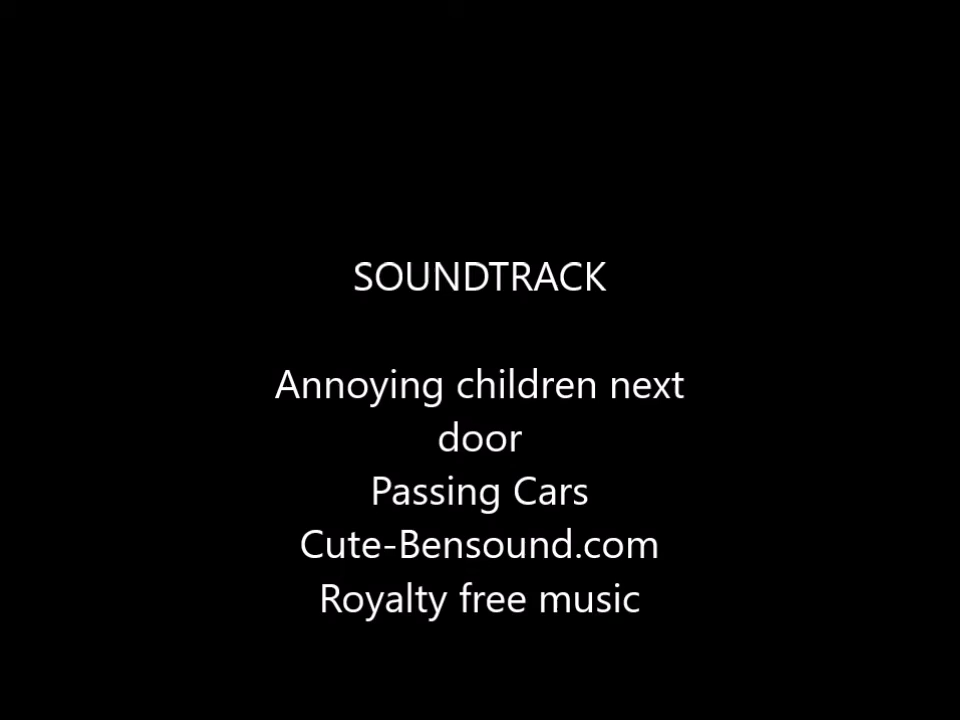 SOUNDTRACK
Annoying children next
door
Passing Cars
Cute-Bensound.com
Royalty free music